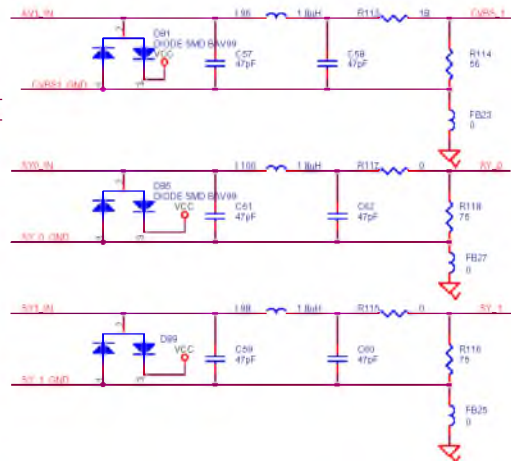 AV1_IN
D81
DIODE SMD BAV99
VCC
L96 1.8uH
R113 18
CVBS_1
C57
47pF
C58
47pF
R114
56
CVBS1_GND
FB23
0
SY0_IN
D85
DIODE SMD BAV99
VCC
L100 1.8uH
R117 0
SY_0
C61
47pF
C62
47pF
R118
75
SY_0_GND
FB27
0
SY1_IN
D89
VCC
L98 1.8uH
R115 0
SY_1
C59
47pF
C60
47pF
R116
75
SY_1_GND
FB25
0